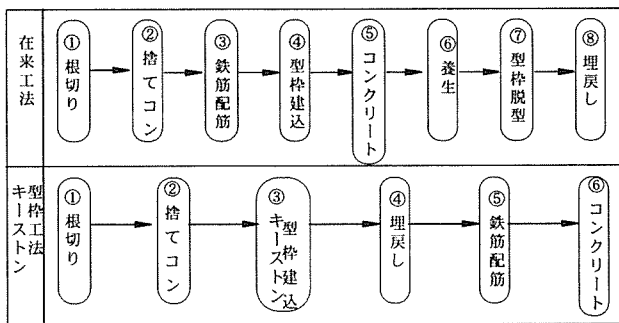 在来工法
①根切り
②捨てコン
③鉄筋配筋
④型枠建込
⑤コンクリート
⑥養生
⑦型枠脱型
⑧埋戻し
キーストン
型枠工法
①根切り
②捨てコン
③キーストン
型枠建込
④埋戻し
⑤鉄筋配筋
⑥コンクリート